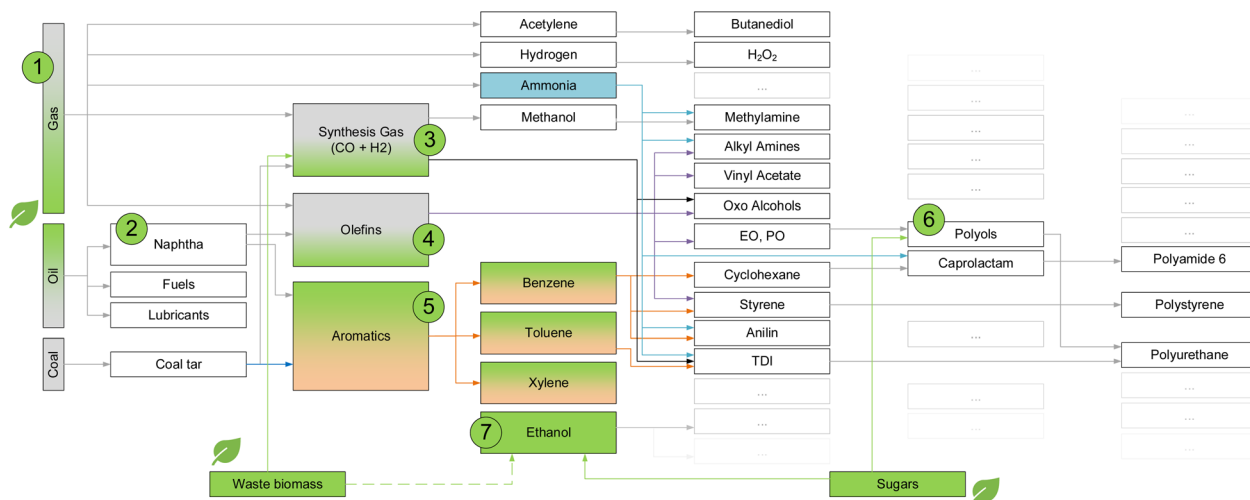 Acetylene
Butanediol
1
Hydrogen
H₂O₂
...
Ammonia
...
...
Gas
Synthesis Gas
(CO + H2)
3
Methanol
Methylamine
...
...
Alkyl Amines
...
...
Vinyl Acetate
...
...
Oxo Alcohols
...
2
Naphtha
Olefins
4
EO, PO
6
Polyols
...
Oil
Cyclohexane
Caprolactam
Polyamide 6
Fuels
Benzene
Styrene
Polystyrene
Lubricants
5
Aromatics
Toluene
Anilin
...
Coal
Coal tar
TDI
Polyurethane
Xylene
...
...
...
7
Ethanol
...
...
...
...
...
Waste biomass
Sugars